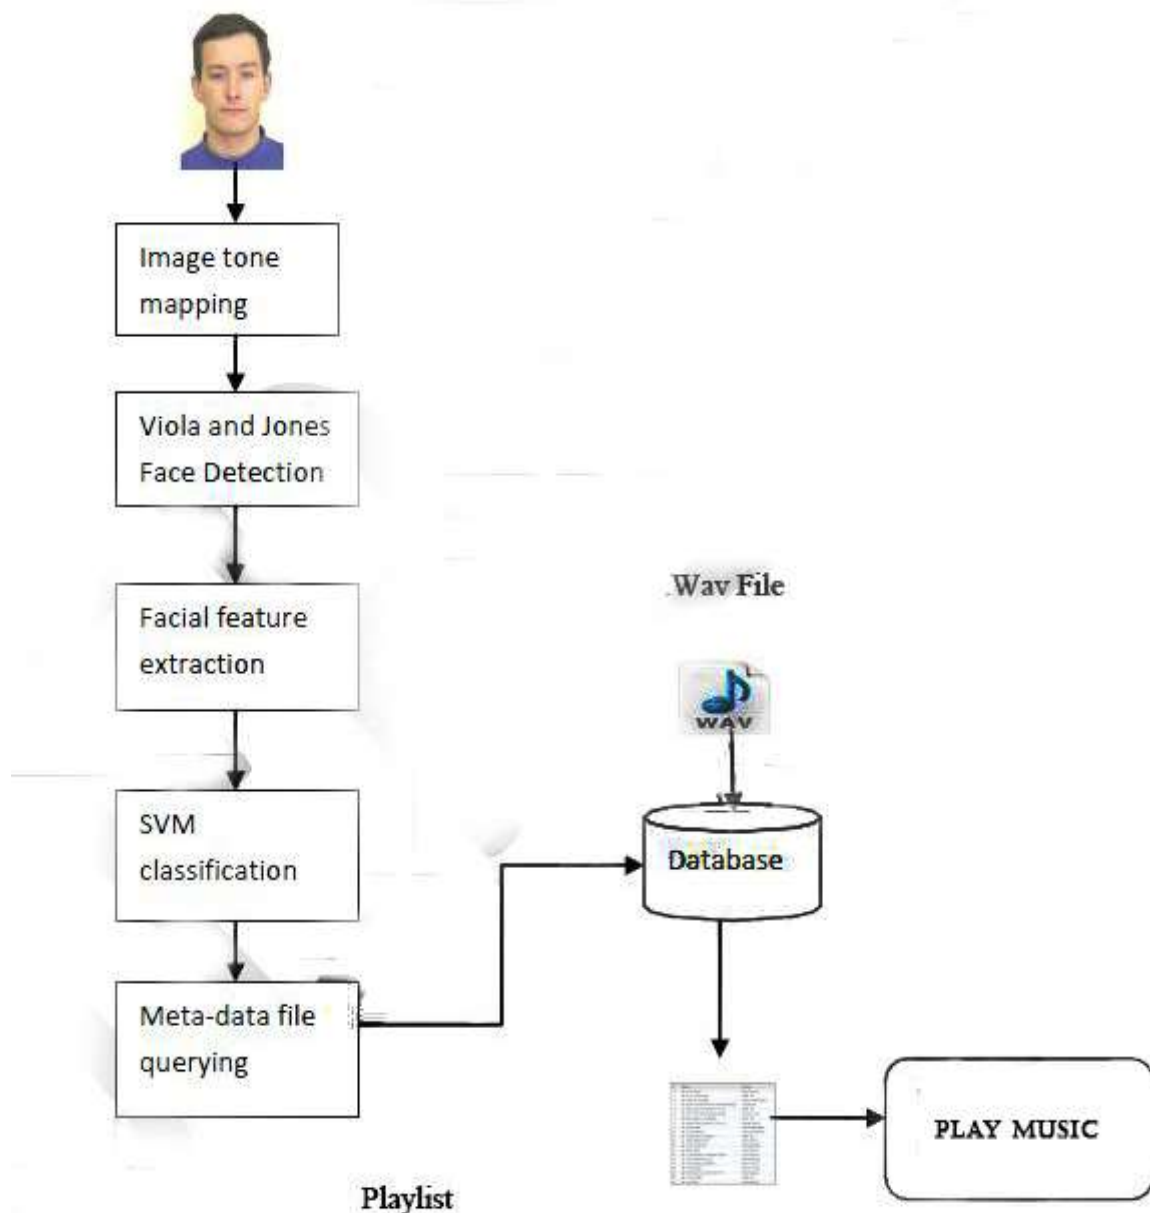 Image tone
mapping
Viola and Jones
Face Detection
Facial feature
extraction
SVM
classification
Meta-data file
querying
.Wav File
WAV
Database
PLAY MUSIC
Playlist